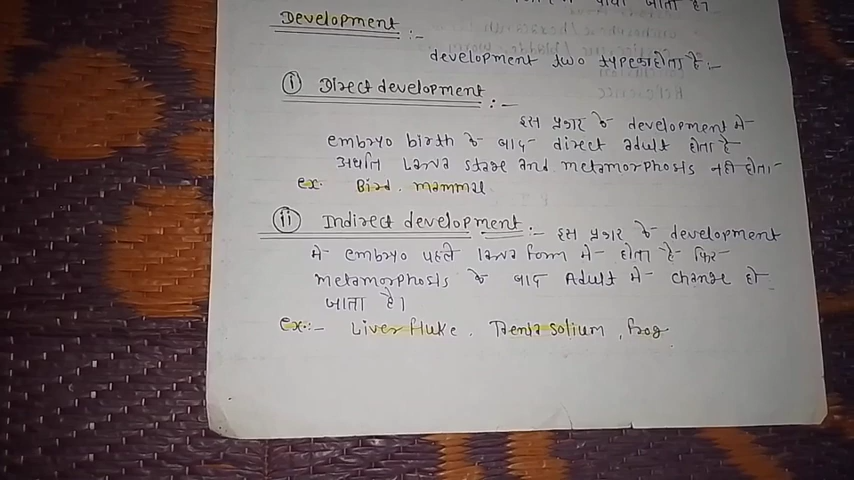 पाया जाता है।
Development :-
development two typeका होता है :-
(i) Direct development :-
इस प्रकार के development मे
embryo birth के बाद direct adult होता है
अर्थात Larva stage and metamorphosis नही होता-
ex: Bird. mammal
(ii) Indirect development :- इस प्रकार के development
मे embryo पहले larva form मे होता है फिर
metamorphosis के बाद Adult मे change हो
जाता है।
ex:- Liver fluke. Taenia solium, frog